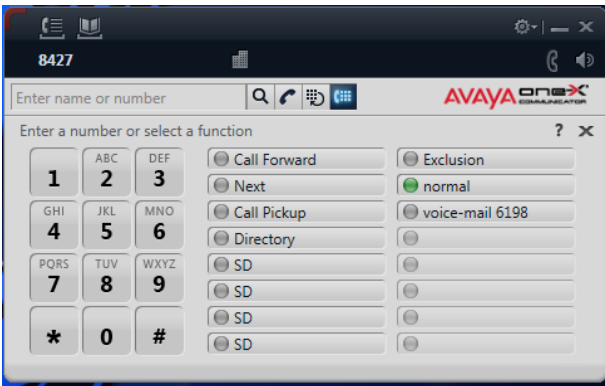 8427
Enter name or number
AVAYA one-X
COMMUNICATOR
Enter a number or select a function ?
1 ABC 2 DEF 3
GHI 4 JKL 5 MNO 6
PQRS 7 TUV 8 WXYZ 9
* 0 #
Call Forward
Next
Call Pickup
Directory
SD
SD
SD
SD
Exclusion
normal
voice-mail 6198